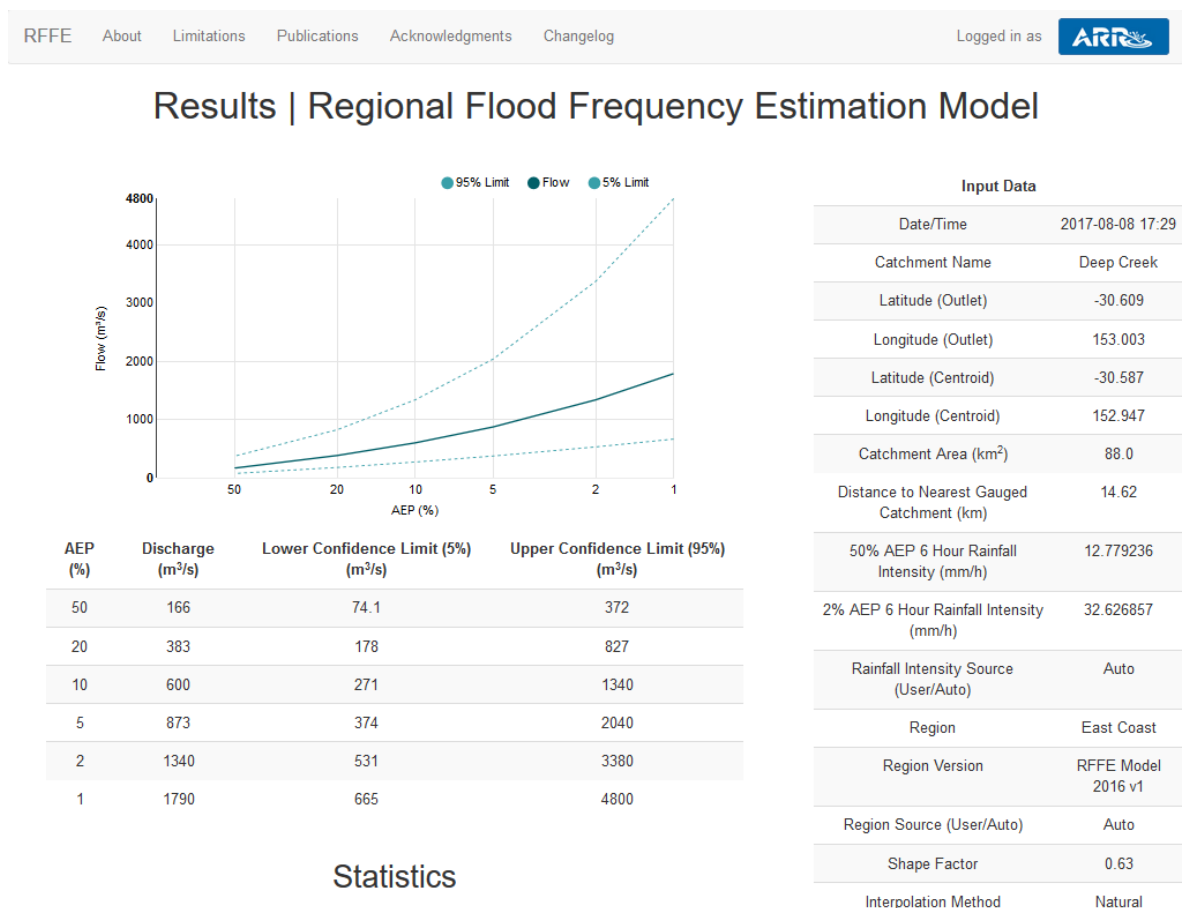 RFFE About Limitations Publications Acknowledgments Changelog Logged in as ARR
Results | Regional Flood Frequency Estimation Model
95% Limit Flow 5% Limit
4800
4000
3000
2000
1000
0
Flow (m³/s)
50 20 10 5 2 1
AEP (%)
AEP (%) Discharge (m³/s) Lower Confidence Limit (5%) (m³/s) Upper Confidence Limit (95%) (m³/s)
50 166 74.1 372
20 383 178 827
10 600 271 1340
5 873 374 2040
2 1340 531 3380
1 1790 665 4800
Statistics
Input Data
Date/Time 2017-08-08 17:29
Catchment Name Deep Creek
Latitude (Outlet) -30.609
Longitude (Outlet) 153.003
Latitude (Centroid) -30.587
Longitude (Centroid) 152.947
Catchment Area (km²) 88.0
Distance to Nearest Gauged Catchment (km) 14.62
50% AEP 6 Hour Rainfall Intensity (mm/h) 12.779236
2% AEP 6 Hour Rainfall Intensity (mm/h) 32.626857
Rainfall Intensity Source (User/Auto) Auto
Region East Coast
Region Version RFFE Model 2016 v1
Region Source (User/Auto) Auto
Shape Factor 0.63
Interpolation Method Natural